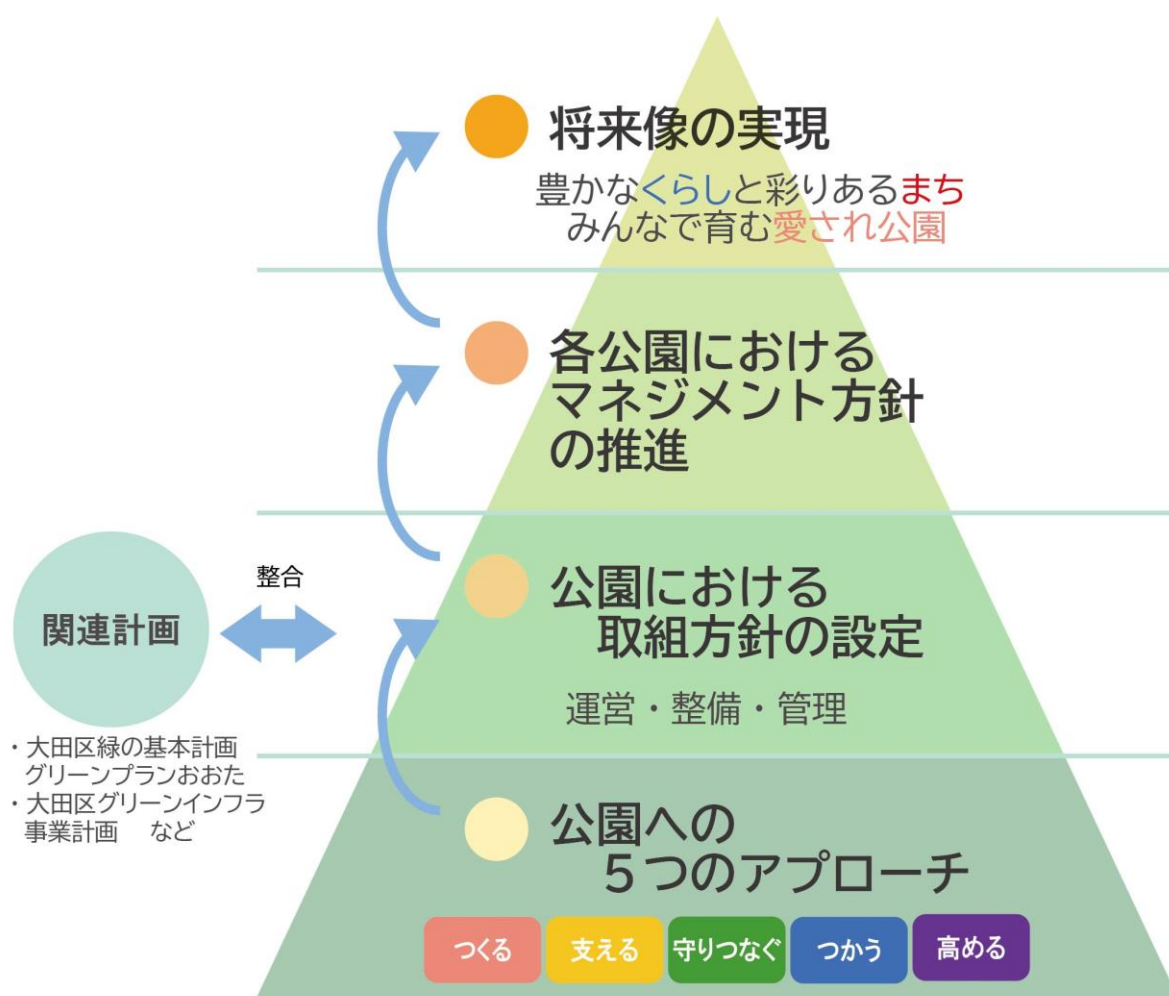 将来像の実現
豊かなくらしと彩りあるまち
みんなで育む愛され公園
各公園における
マネジメント方針
の推進
整合
関連計画
・大田区緑の基本計画
グリーンプランおおた
・大田区グリーンインフラ
事業計画　など
公園における
取組方針の設定
運営・整備・管理
公園への
５つのアプローチ
つくる
支える
守りつなぐ
つかう
高める